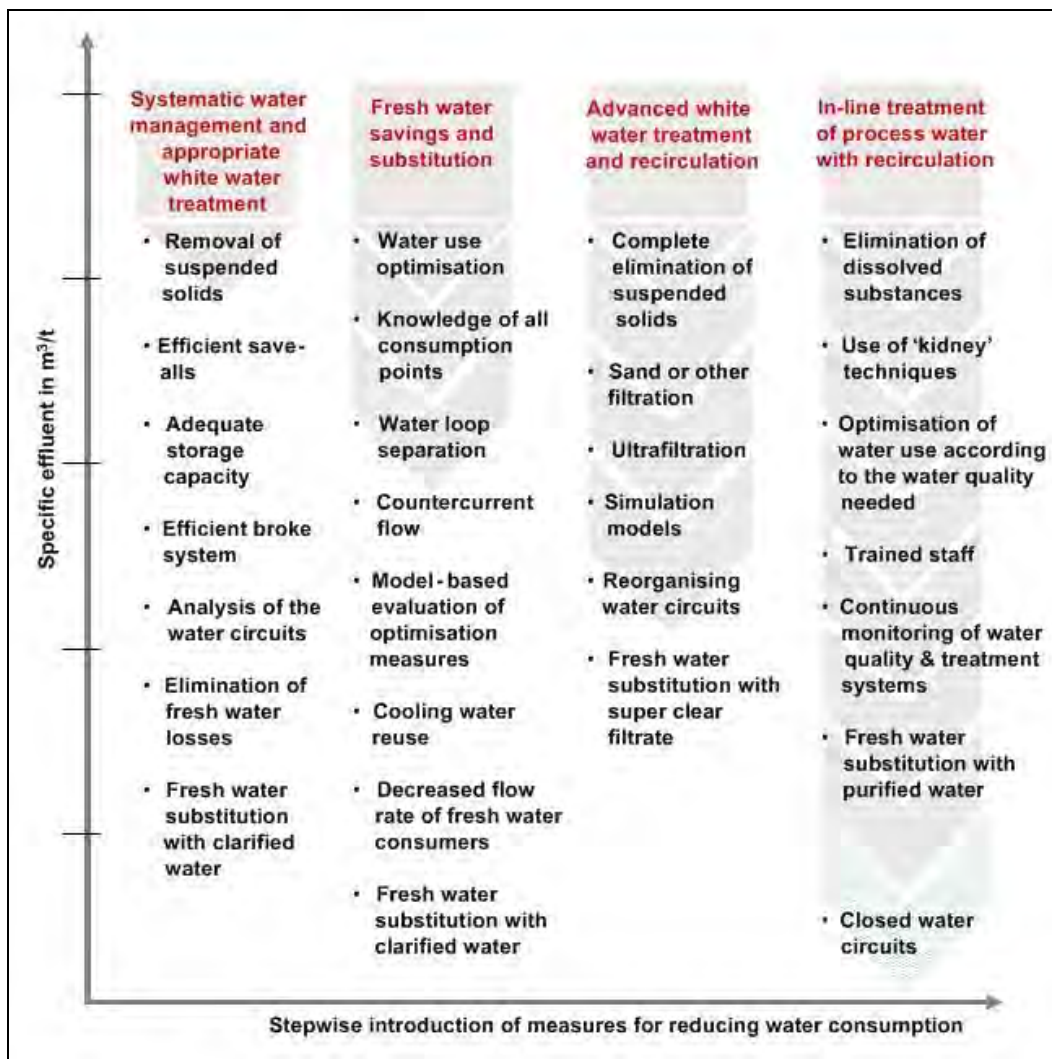 Specific effluent in m³/t
Systematic water
management and
appropriate
white water
treatment
· Removal of
suspended
solids
· Efficient save-
alls
· Adequate
storage
capacity
· Efficient broke
system
· Analysis of the
water circuits
· Elimination of
fresh water
losses
· Fresh water
substitution
with clarified
water
Fresh water
savings and
substitution
· Water use
optimisation
· Knowledge of all
consumption
points
· Water loop
separation
· Countercurrent
flow
· Model-based
evaluation of
optimisation
measures
· Cooling water
reuse
· Decreased flow
rate of fresh water
consumers
· Fresh water
substitution with
clarified water
Advanced white
water treatment
and recirculation
· Complete
elimination of
suspended
solids
· Sand or other
filtration
· Ultrafiltration
· Simulation
models
· Reorganising
water circuits
· Fresh water
substitution with
super clear
filtrate
In-line treatment
of process water
with recirculation
· Elimination of
dissolved
substances
· Use of ‘kidney’
techniques
· Optimisation of
water use according
to the water quality
needed
· Trained staff
· Continuous
monitoring of water
quality & treatment
systems
· Fresh water
substitution with
purified water
· Closed water
circuits
Stepwise introduction of measures for reducing water consumption